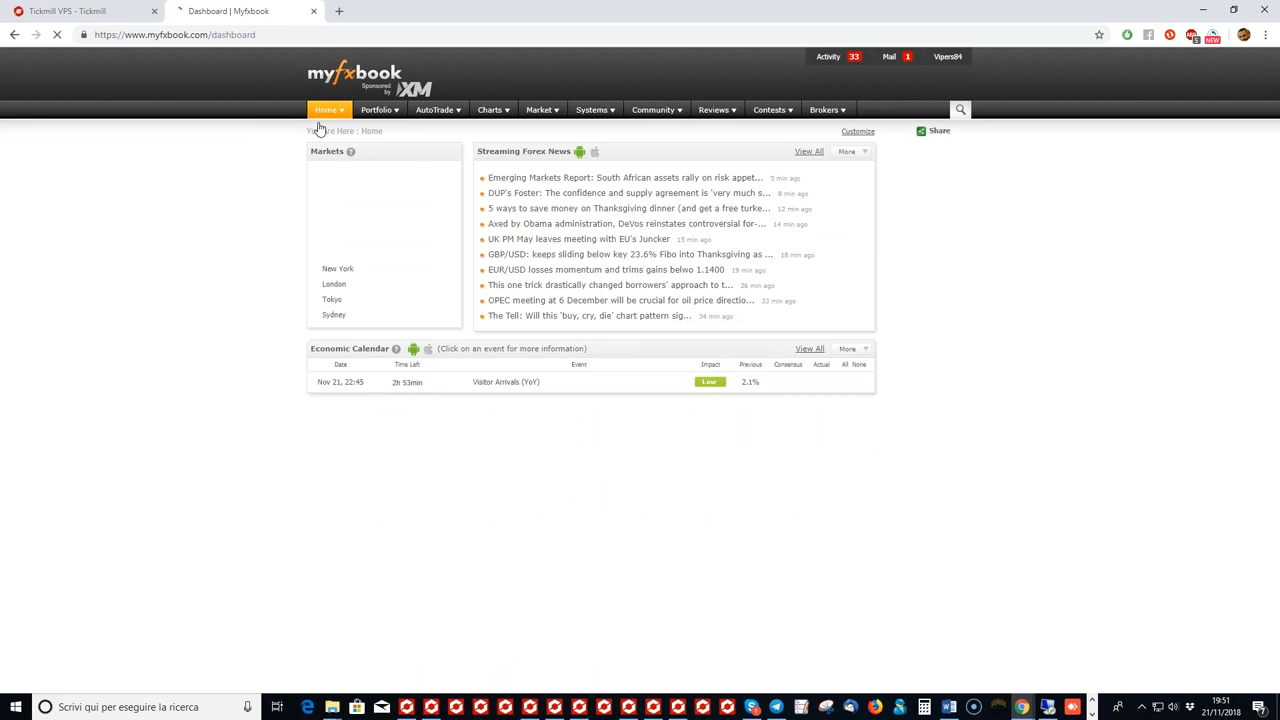 Tickmill VPS - Tickmill
Dashboard | Myfxbook
https://www.myfxbook.com/dashboard
5
NEW
Activity 33 Mail 1 Vipers84
myfxbook
Sponsored by XM
Home Portfolio AutoTrade Charts Market Systems Community Reviews Contests Brokers
You are Here : Home
Customize
Share
Markets ?
New York
London
Tokyo
Sydney
Streaming Forex News
View All
More
Emerging Markets Report: South African assets rally on risk appet... 5 min ago
DUP's Foster: The confidence and supply agreement is 'very much s... 8 min ago
5 ways to save money on Thanksgiving dinner (and get a free turke... 12 min ago
Axed by Obama administration, DeVos reinstates controversial for-... 14 min ago
UK PM May leaves meeting with EU's Juncker 15 min ago
GBP/USD: keeps sliding below key 23.6% Fibo into Thanksgiving as ... 18 min ago
EUR/USD losses momentum and trims gains belwo 1.1400 19 min ago
This one trick drastically changed borrowers' approach to t... 26 min ago
OPEC meeting at 6 December will be crucial for oil price directio... 33 min ago
The Tell: Will this 'buy, cry, die' chart pattern sig... 34 min ago
Economic Calendar ? (Click on an event for more information) View All More
Date Time Left Event Impact Previous Consensus Actual All None
Nov 21, 22:45 2h 53min Visitor Arrivals (YoY) Low 2.1%
Scrivi qui per eseguire la ricerca
19:51
21/11/2018